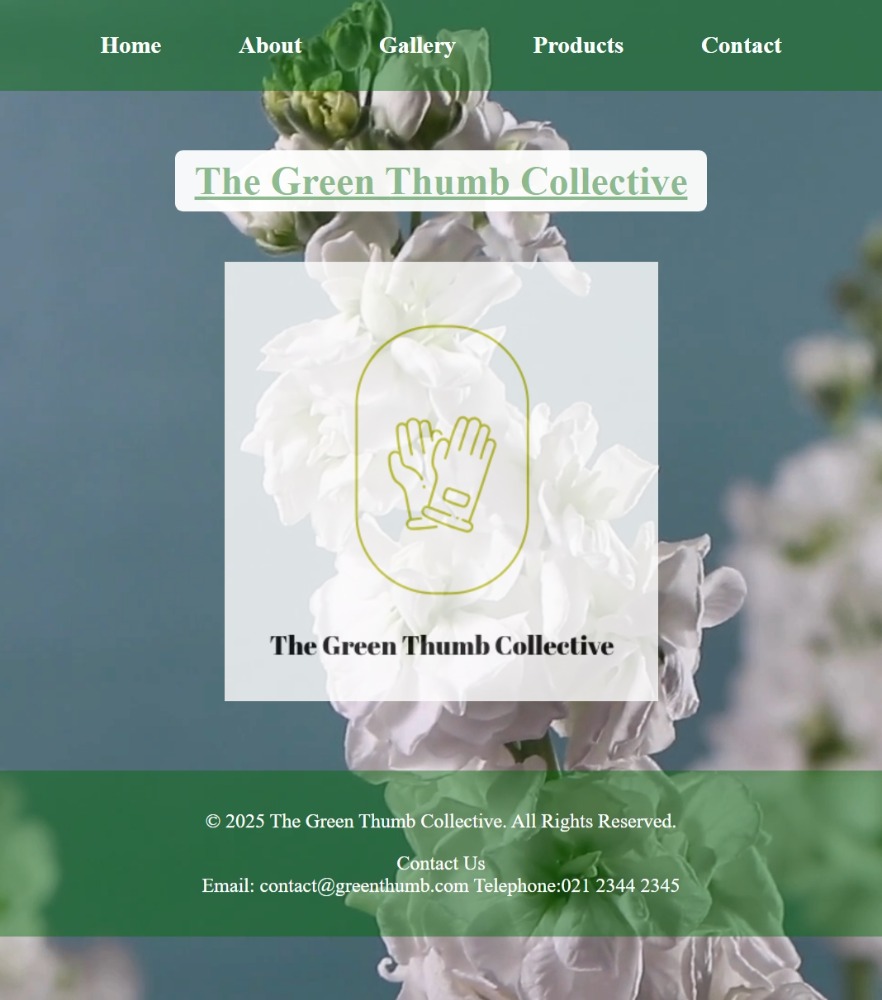 Home About Gallery Products Contact
The Green Thumb Collective
The Green Thumb Collective
© 2025 The Green Thumb Collective. All Rights Reserved.
Contact Us
Email: contact@greenthumb.com Telephone:021 2344 2345